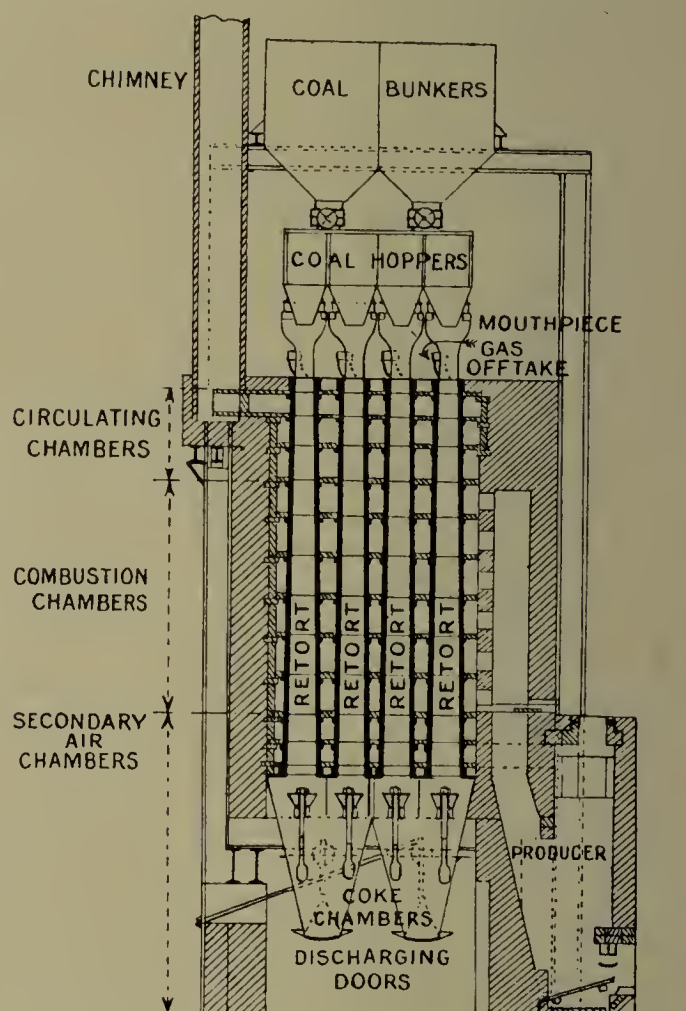 CHIMNEY
COAL BUNKERS
COAL HOPPERS
MOUTHPIECE
GAS
OFFTAKE
CIRCULATING
CHAMBERS
COMBUSTION
CHAMBERS
RETORT
RETORT
RETORT
RETORT
SECONDARY
AIR
CHAMBERS
PRODUCER
COKE
CHAMBERS
DISCHARGING
DOORS